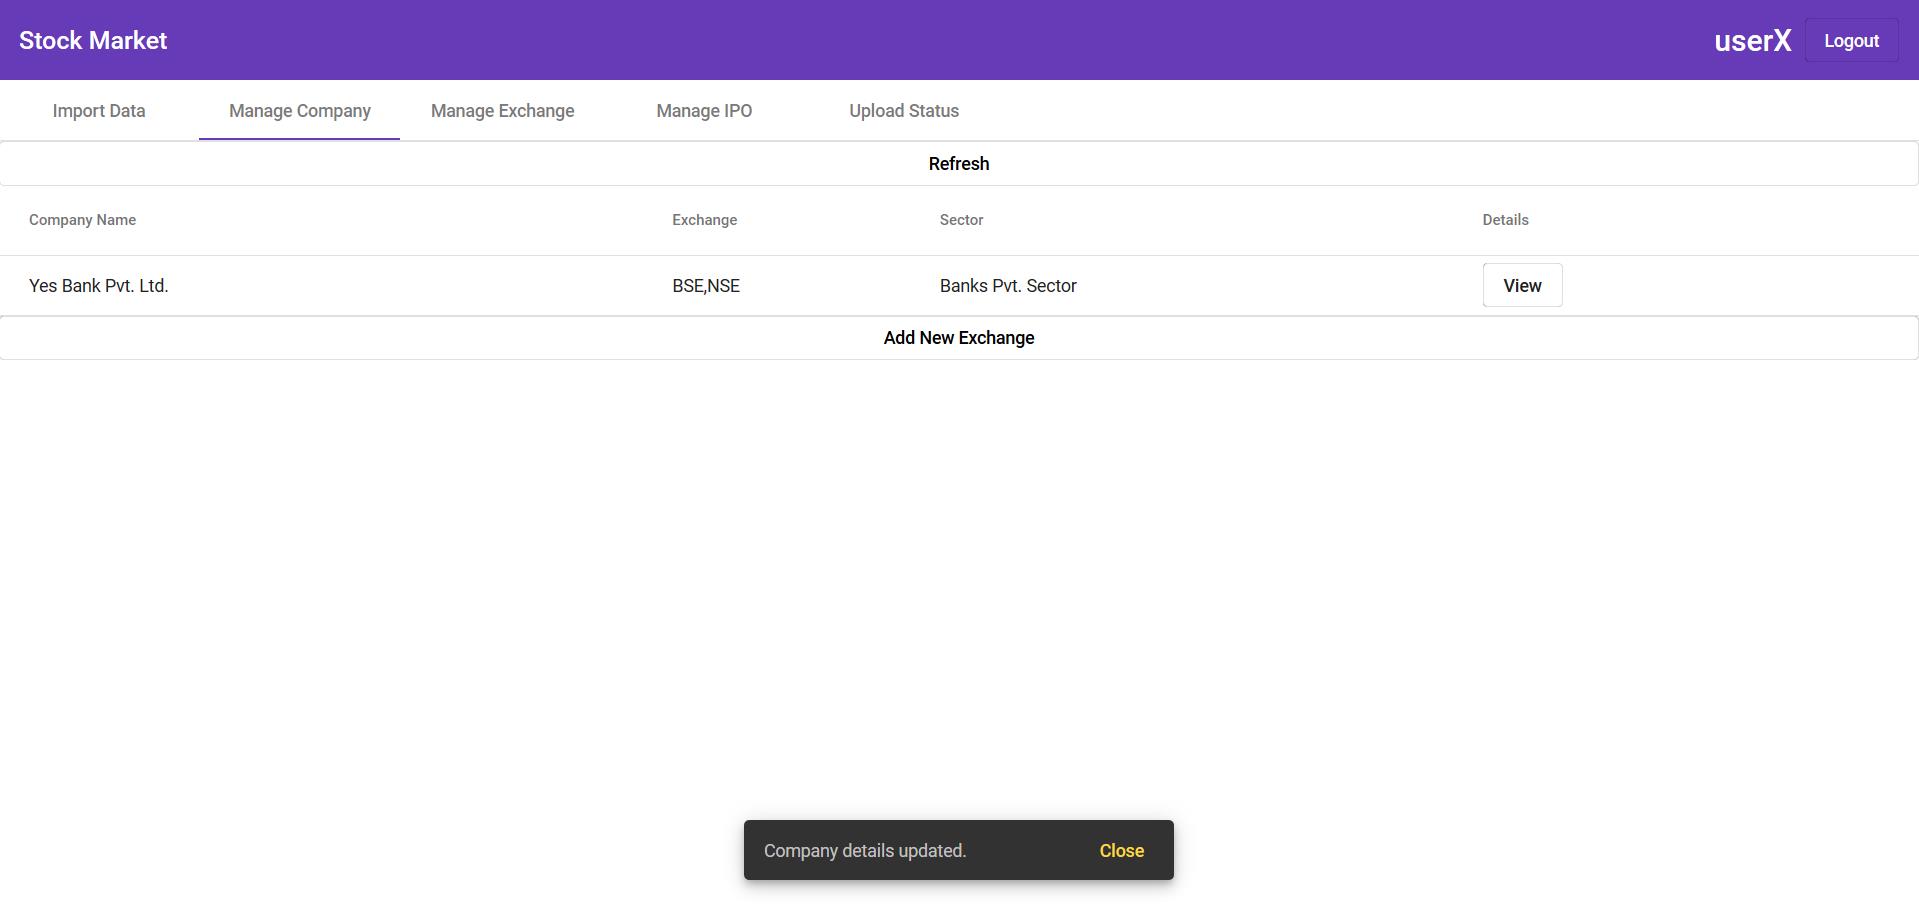 Stock Market
userX Logout
Import Data Manage Company Manage Exchange Manage IPO Upload Status
Refresh
Company Name Exchange Sector Details
Yes Bank Pvt. Ltd. BSE,NSE Banks Pvt. Sector View
Add New Exchange
Company details updated. Close